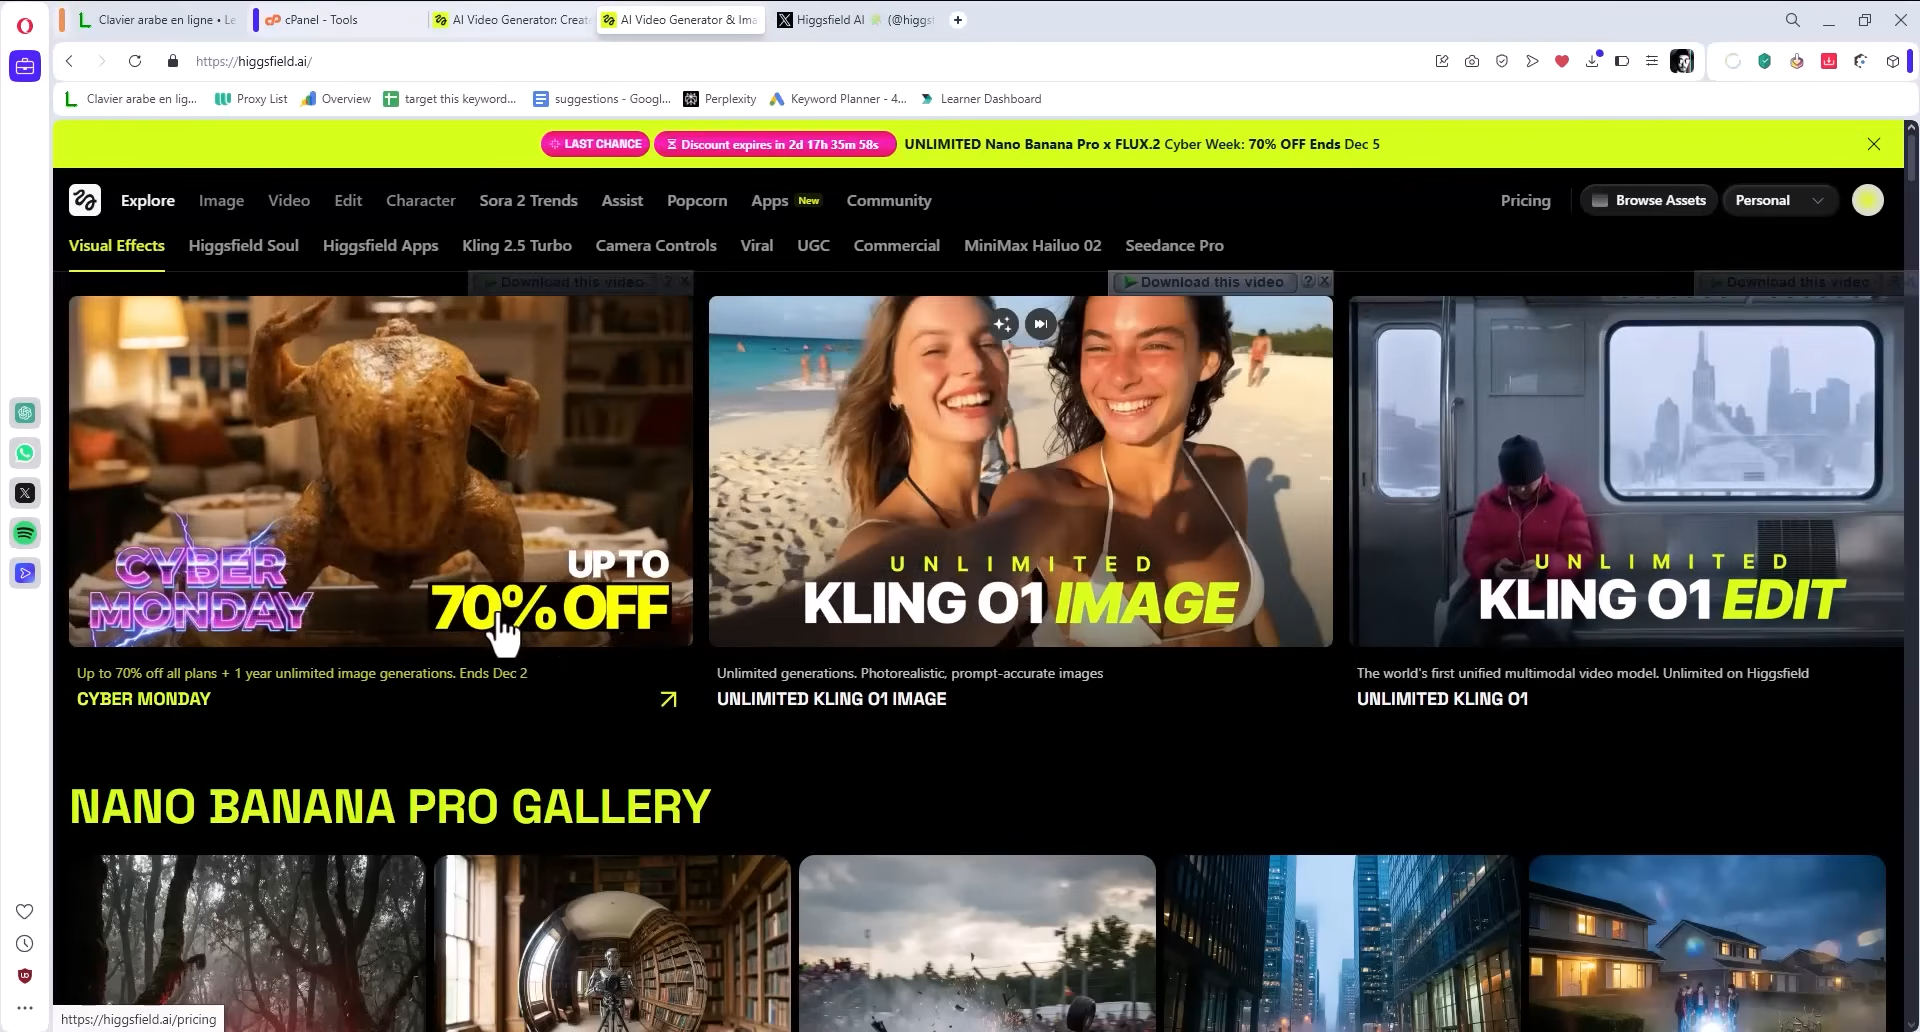 Clavier arabe en ligne • Le
cPanel - Tools
AI Video Generator: Create
AI Video Generator & Ima
Higgsfield AI (@higgsf
https://higgsfield.ai/
Clavier arabe en lig...
Proxy List
Overview
target this keyword...
suggestions - Googl...
Perplexity
Keyword Planner - 4...
Learner Dashboard
LAST CHANCE
Discount expires in 2d 17h 35m 58s
UNLIMITED Nano Banana Pro x FLUX.2 Cyber Week: 70% OFF Ends Dec 5
Explore
Image
Video
Edit
Character
Sora 2 Trends
Assist
Popcorn
Apps New
Community
Pricing
Browse Assets
Personal
Visual Effects
Higgsfield Soul
Higgsfield Apps
Kling 2.5 Turbo
Camera Controls
Viral
UGC
Commercial
MiniMax Hailuo 02
Seedance Pro
Download this video ? X
Download this video ? X
Download this video
CYBER
MONDAY
UP TO
70% OFF
UNLIMITED
KLING O1 IMAGE
UNLIMITED
KLING O1 EDIT
Up to 70% off all plans + 1 year unlimited image generations. Ends Dec 2
CYBER MONDAY
Unlimited generations. Photorealistic, prompt-accurate images
UNLIMITED KLING O1 IMAGE
The world's first unified multimodal video model. Unlimited on Higgsfield
UNLIMITED KLING O1
NANO BANANA PRO GALLERY
https://higgsfield.ai/pricing